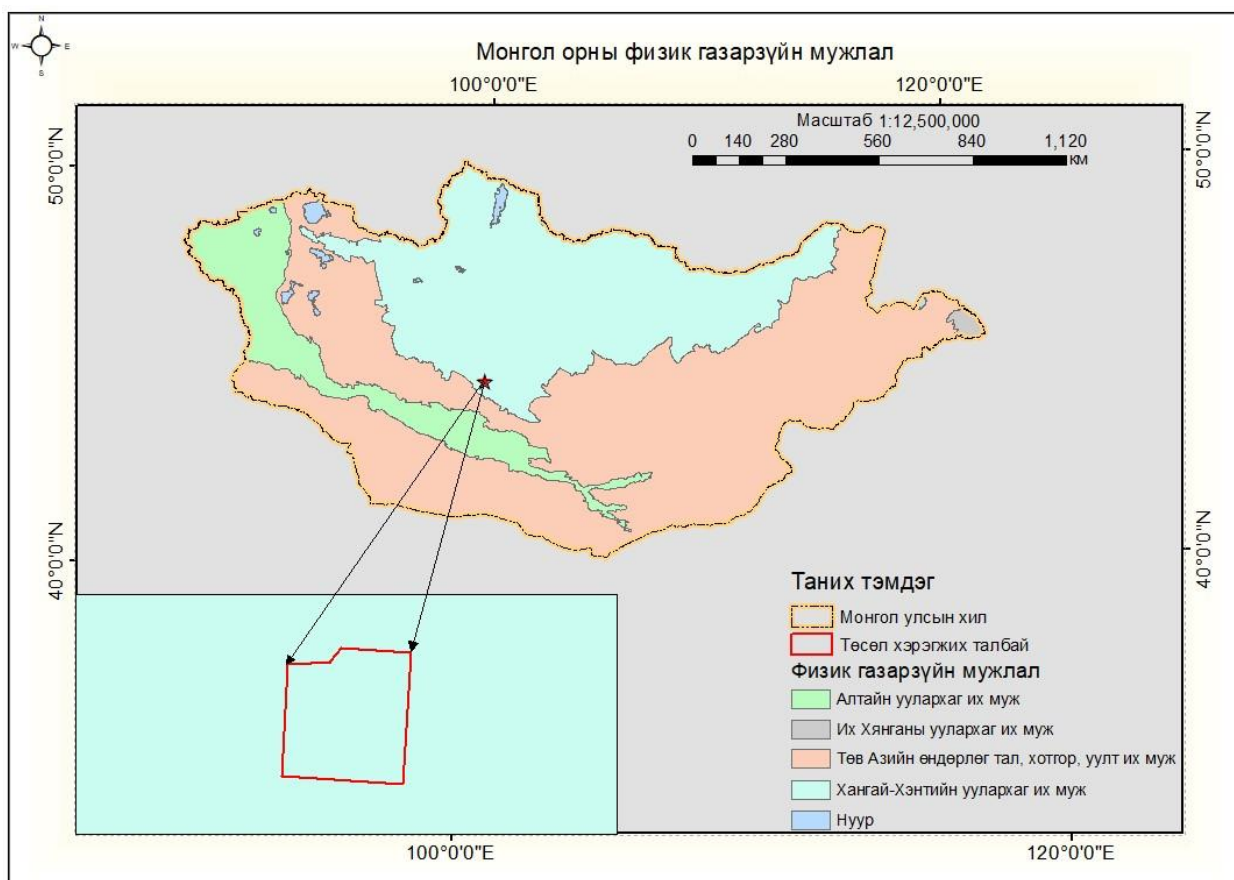 N
W E
S
Монгол орны физик газарзүйн мужлал
100°0'0"E 120°0'0"E
Масштаб 1:12,500,000
0 140 280 560 840 1,120
КМ
50°0'0"N 50°0'0"N
40°0'0"N 40°0'0"N
Таних тэмдэг
Монгол улсын хил
Төсөл хэрэгжих талбай
Физик газарзүйн мужлал
Алтайн уулархаг их муж
Их Хянганы уулархаг их муж
Төв Азийн өндөрлөг тал, хотгор, уулт их муж
Хангай-Хэнтийн уулархаг их муж
Нуур
100°0'0"E 120°0'0"E